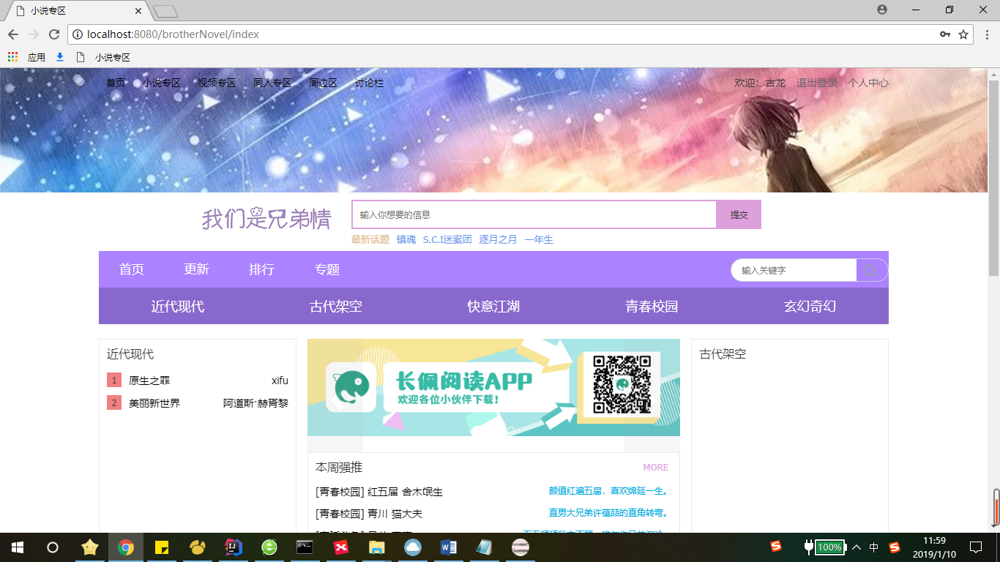 小说专区
localhost:8080/brotherNovel/index
应用 小说专区
首页 小说专区 视频专区 同人专区 周边区 讨论栏 欢迎：古龙 退出登录 个人中心
我们是兄弟情 输入你想要的信息 提交
最新话题 镇魂 S.C.I迷案团 逐月之月 一年生
首页 更新 排行 专题 输入关键字
近代现代 古代架空 快意江湖 青春校园 玄幻奇幻
近代现代
1 原生之罪 xifu
2 美丽新世界 阿道斯·赫胥黎
长佩阅读APP
欢迎各位小伙伴下载！
本周强推 MORE
[青春校园] 红五届 舍木氓生 颜值红遍五届，喜欢绵延一生。
[青春校园] 青川 猫大夫 直男大兄弟许蕴喆的直角转弯。
古代架空
100% 中 11:59
2019/1/10